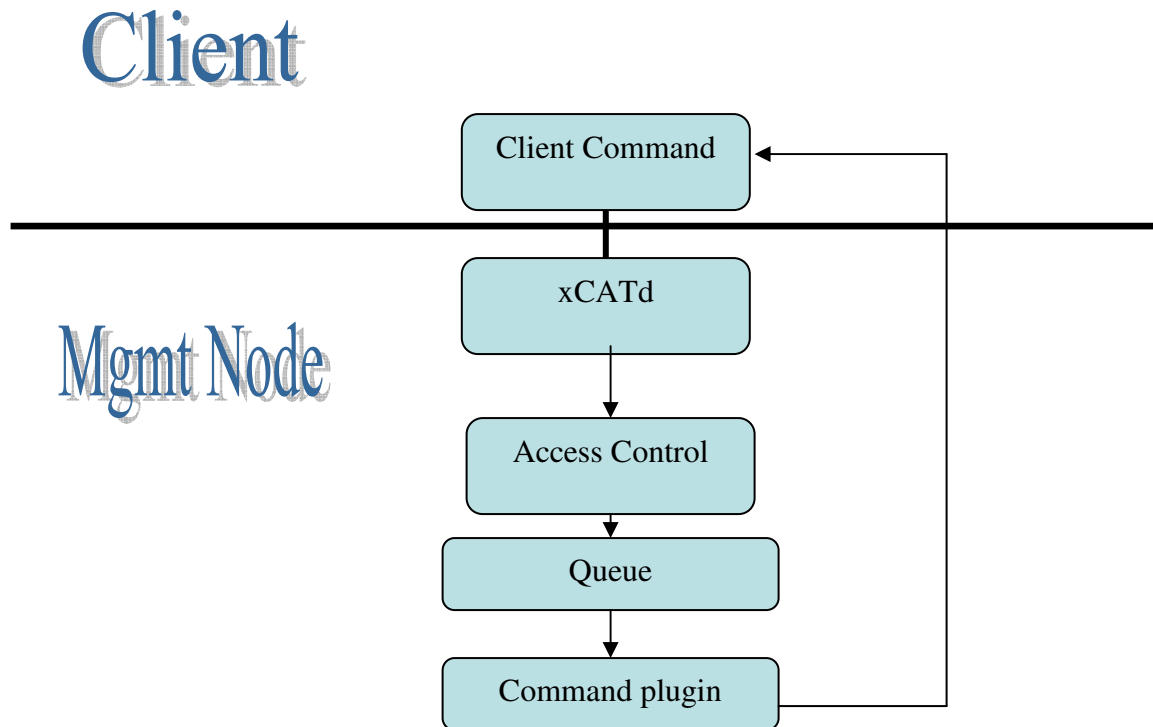 Client
Client Command
xCATd
Mgmt Node
Access Control
Queue
Command plugin